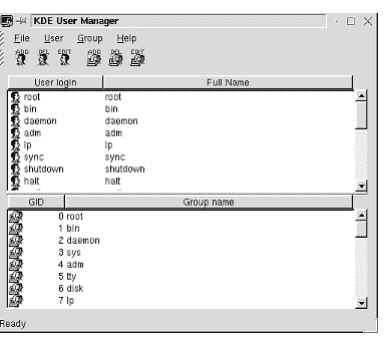 KDE User Manager
File User Group Help
ADD DEL EDIT ADD DEL EDIT
User login Full Name
root root
bin bin
daemon daemon
adm adm
lp lp
sync sync
shutdown shutdown
halt halt
GID Group name
0 root
1 bin
2 daemon
3 sys
4 adm
5 tty
6 disk
7 lp
Ready